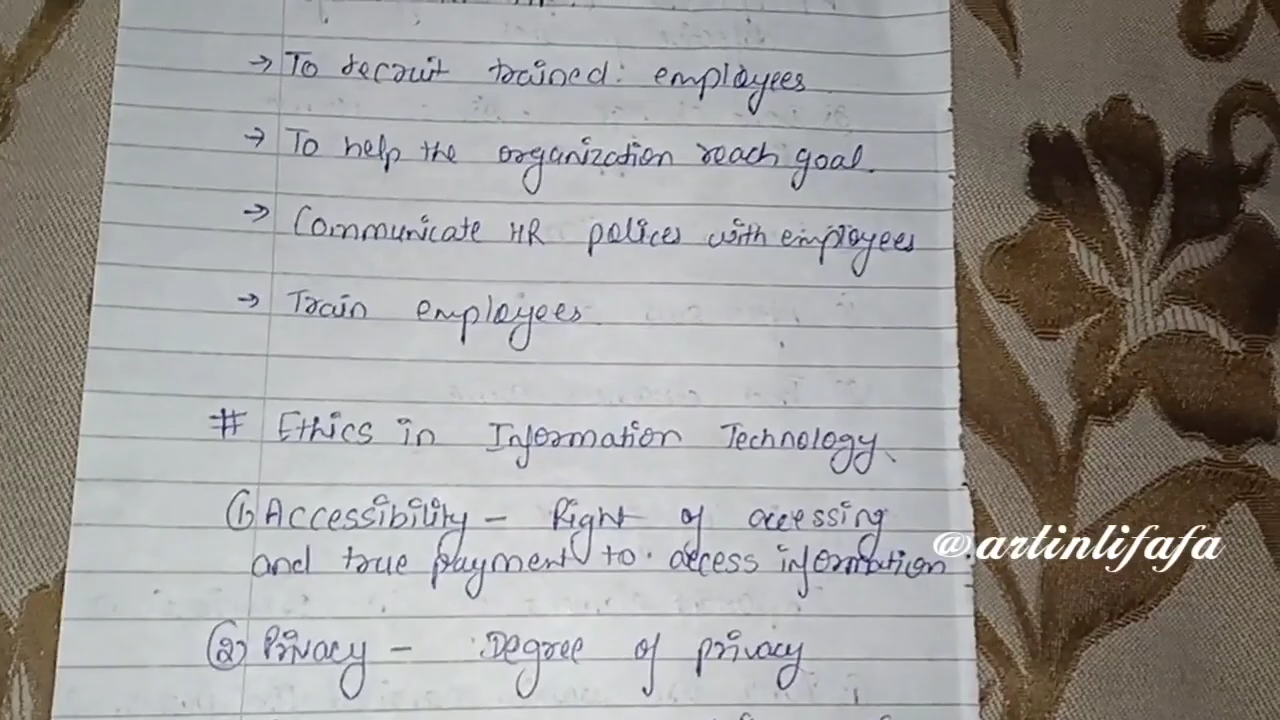 → To recruit trained: employees
→ To help the organization reach goal.
→ Communicate HR polices with employees
→ Train employees
# Ethics in Information Technology
① Accessibility - Right of accessing
and true payment to access information
@artinlifafa
② Privacy - Degree of privacy